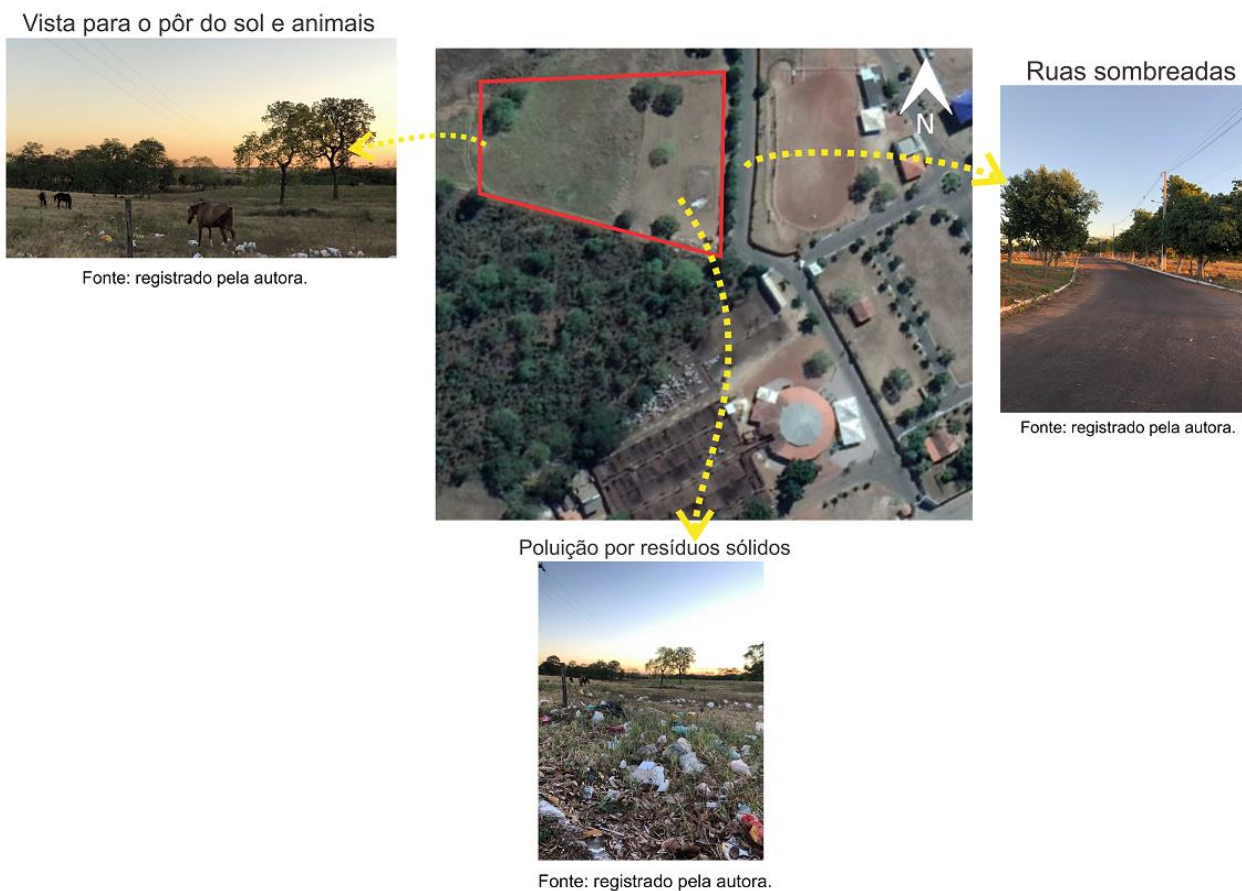 Vista para o pôr do sol e animais
Fonte: registrado pela autora.
N
Ruas sombreadas
Fonte: registrado pela autora.
Poluição por resíduos sólidos
Fonte: registrado pela autora.